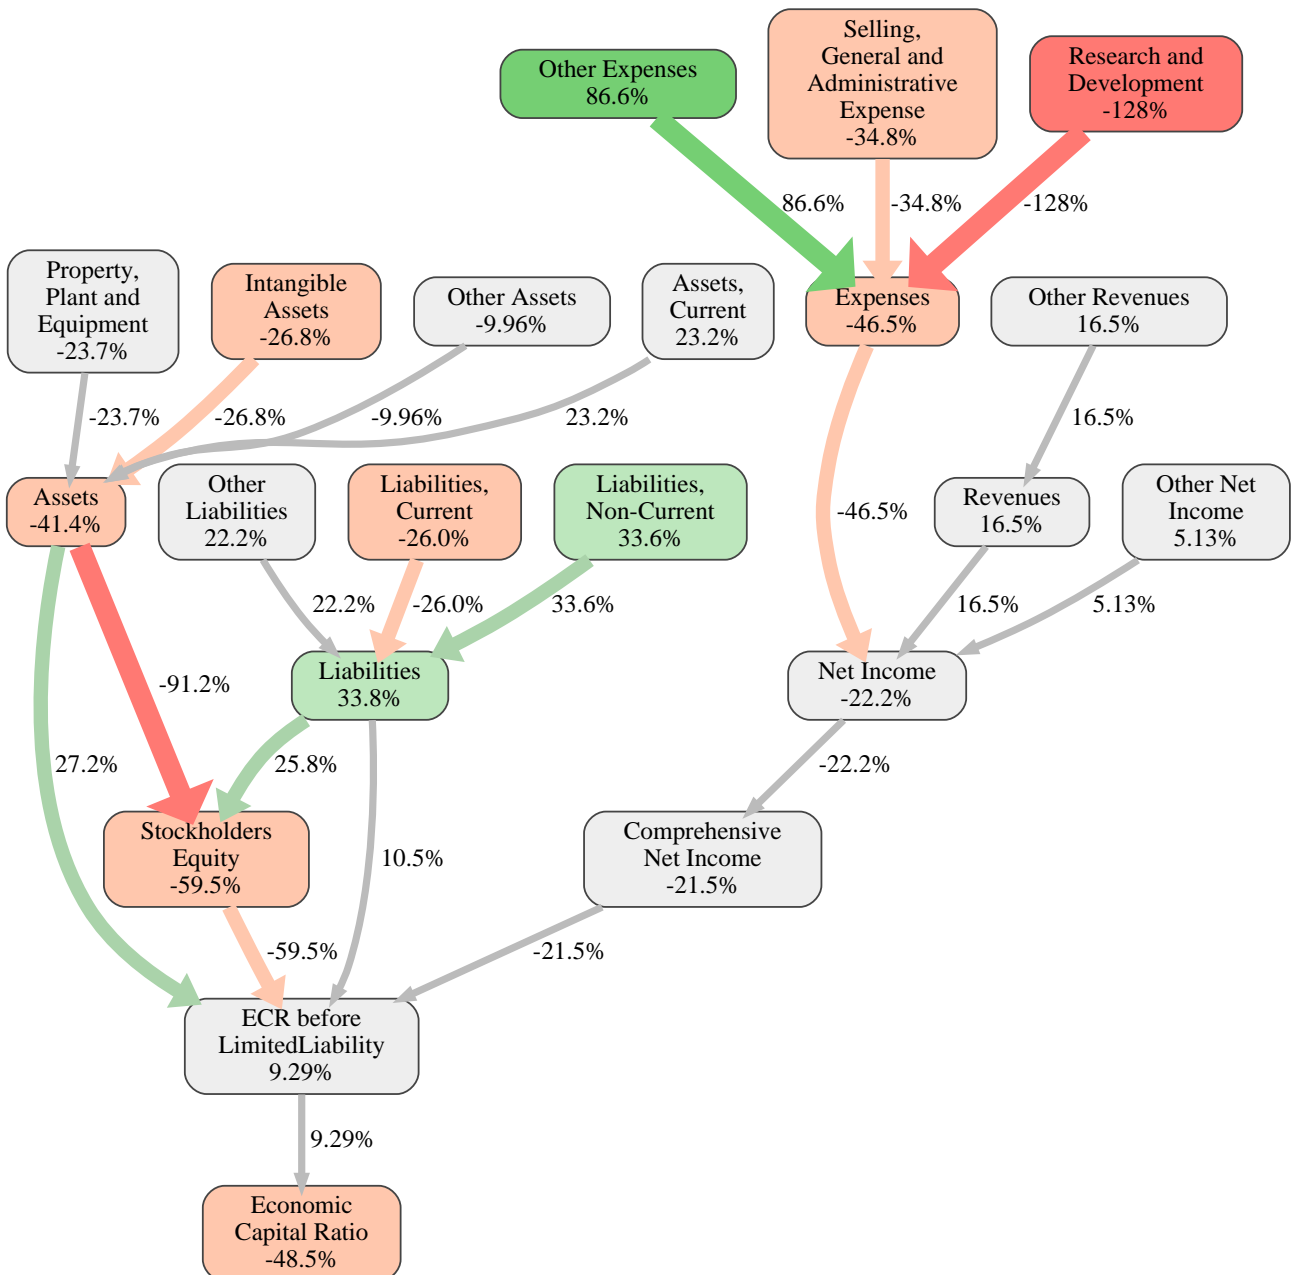 Selling,
General and
Administrative
Expense
-34.8%
Other Expenses
86.6%
Research and
Development
-128%
86.6%
-34.8%
-128%
Property,
Plant and
Equipment
-23.7%
Intangible
Assets
-26.8%
Other Assets
-9.96%
Assets,
Current
23.2%
Expenses
-46.5%
Other Revenues
16.5%
-23.7%
-26.8%
-9.96%
23.2%
16.5%
Assets
-41.4%
Other
Liabilities
22.2%
Liabilities,
Current
-26.0%
Liabilities,
Non-Current
33.6%
-46.5%
Revenues
16.5%
Other Net
Income
5.13%
22.2%
-26.0%
33.6%
16.5%
5.13%
-91.2%
Liabilities
33.8%
Net Income
-22.2%
27.2%
25.8%
-22.2%
Stockholders
Equity
-59.5%
10.5%
Comprehensive
Net Income
-21.5%
-59.5%
-21.5%
ECR before
LimitedLiability
9.29%
9.29%
Economic
Capital Ratio
-48.5%